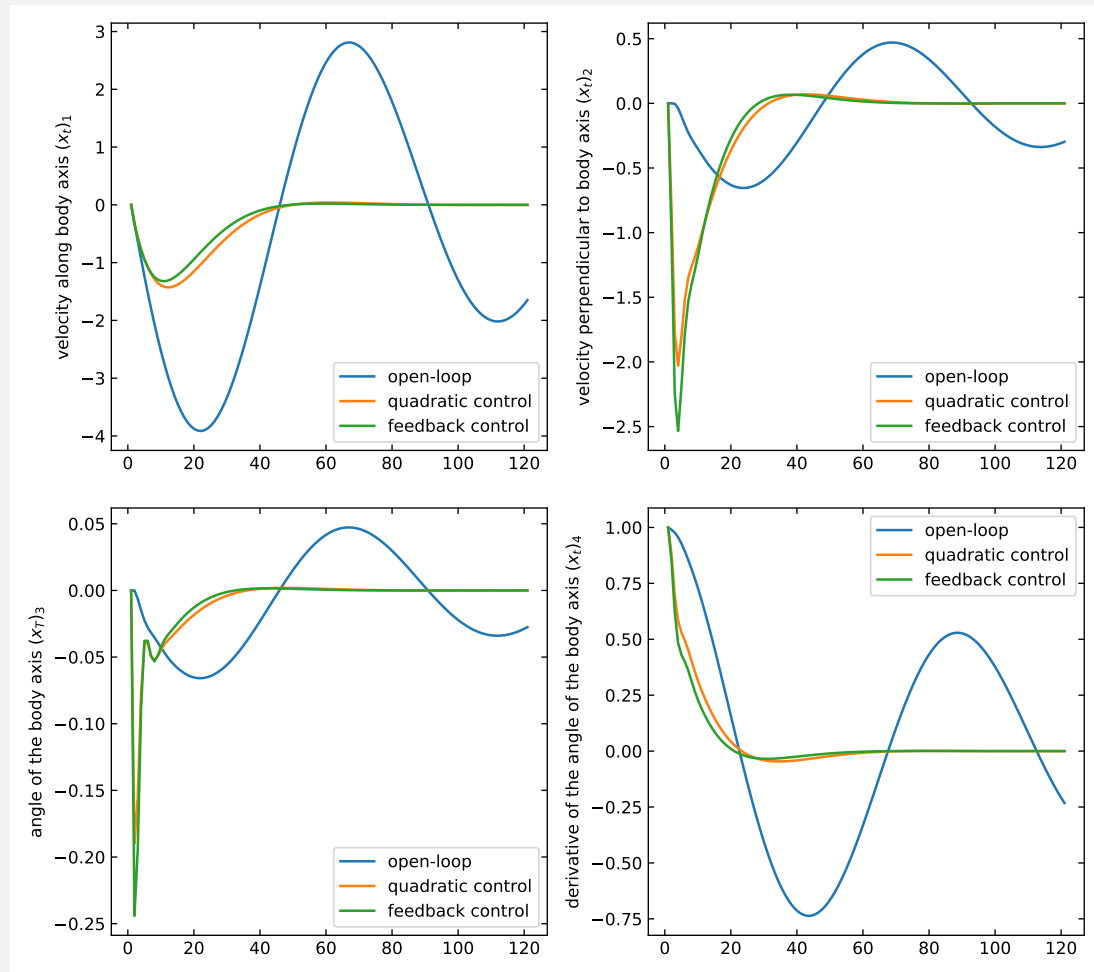 velocity along body axis (x_t)_1
3
2
1
0
−1
−2
−3
−4
0 20 40 60 80 100 120
open-loop
quadratic control
feedback control
velocity perpendicular to body axis (x_t)_2
0.5
0.0
−0.5
−1.0
−1.5
−2.0
−2.5
0 20 40 60 80 100 120
open-loop
quadratic control
feedback control
angle of the body axis (x_T)_3
0.05
0.00
−0.05
−0.10
−0.15
−0.20
−0.25
0 20 40 60 80 100 120
open-loop
quadratic control
feedback control
derivative of the angle of the body axis (x_t)_4
1.00
0.75
0.50
0.25
0.00
−0.25
−0.50
−0.75
0 20 40 60 80 100 120
open-loop
quadratic control
feedback control